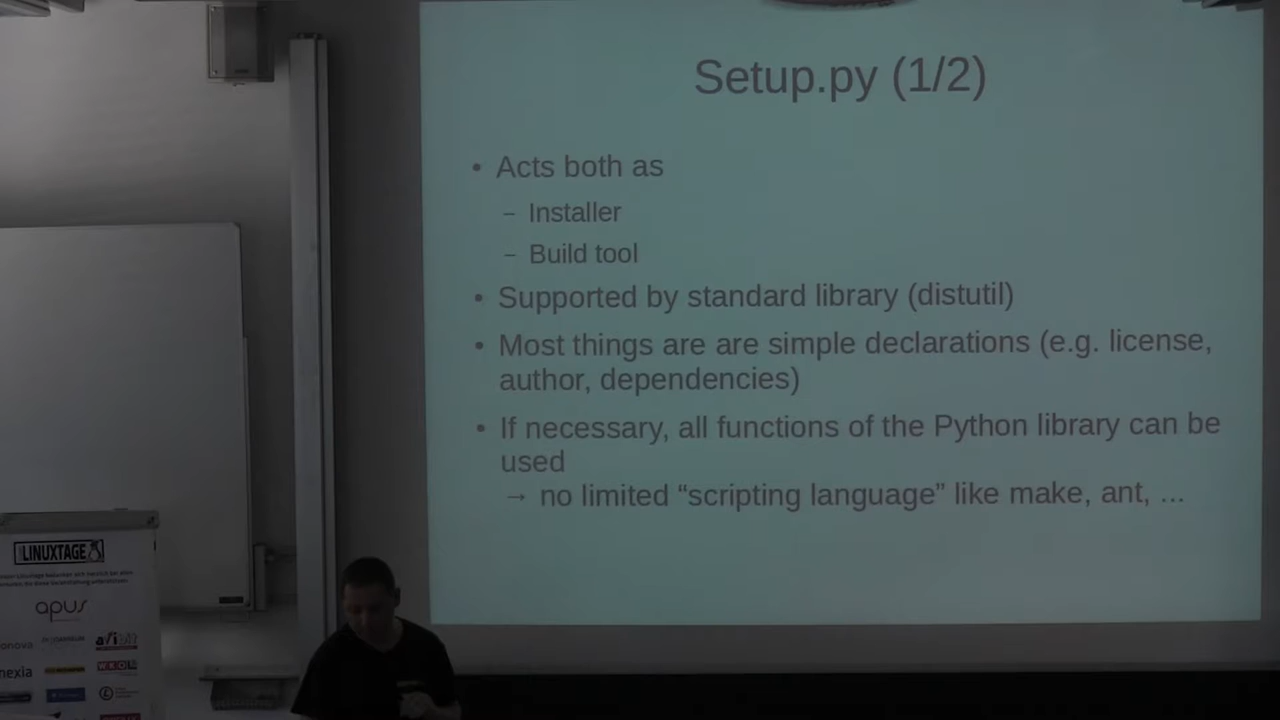 Setup.py (1/2)
• Acts both as
– Installer
– Build tool
• Supported by standard library (distutil)
• Most things are are simple declarations (e.g. license,
author, dependencies)
• If necessary, all functions of the Python library can be
used
→ no limited “scripting language” like make, ant, ...
LINUXTAGE
apus